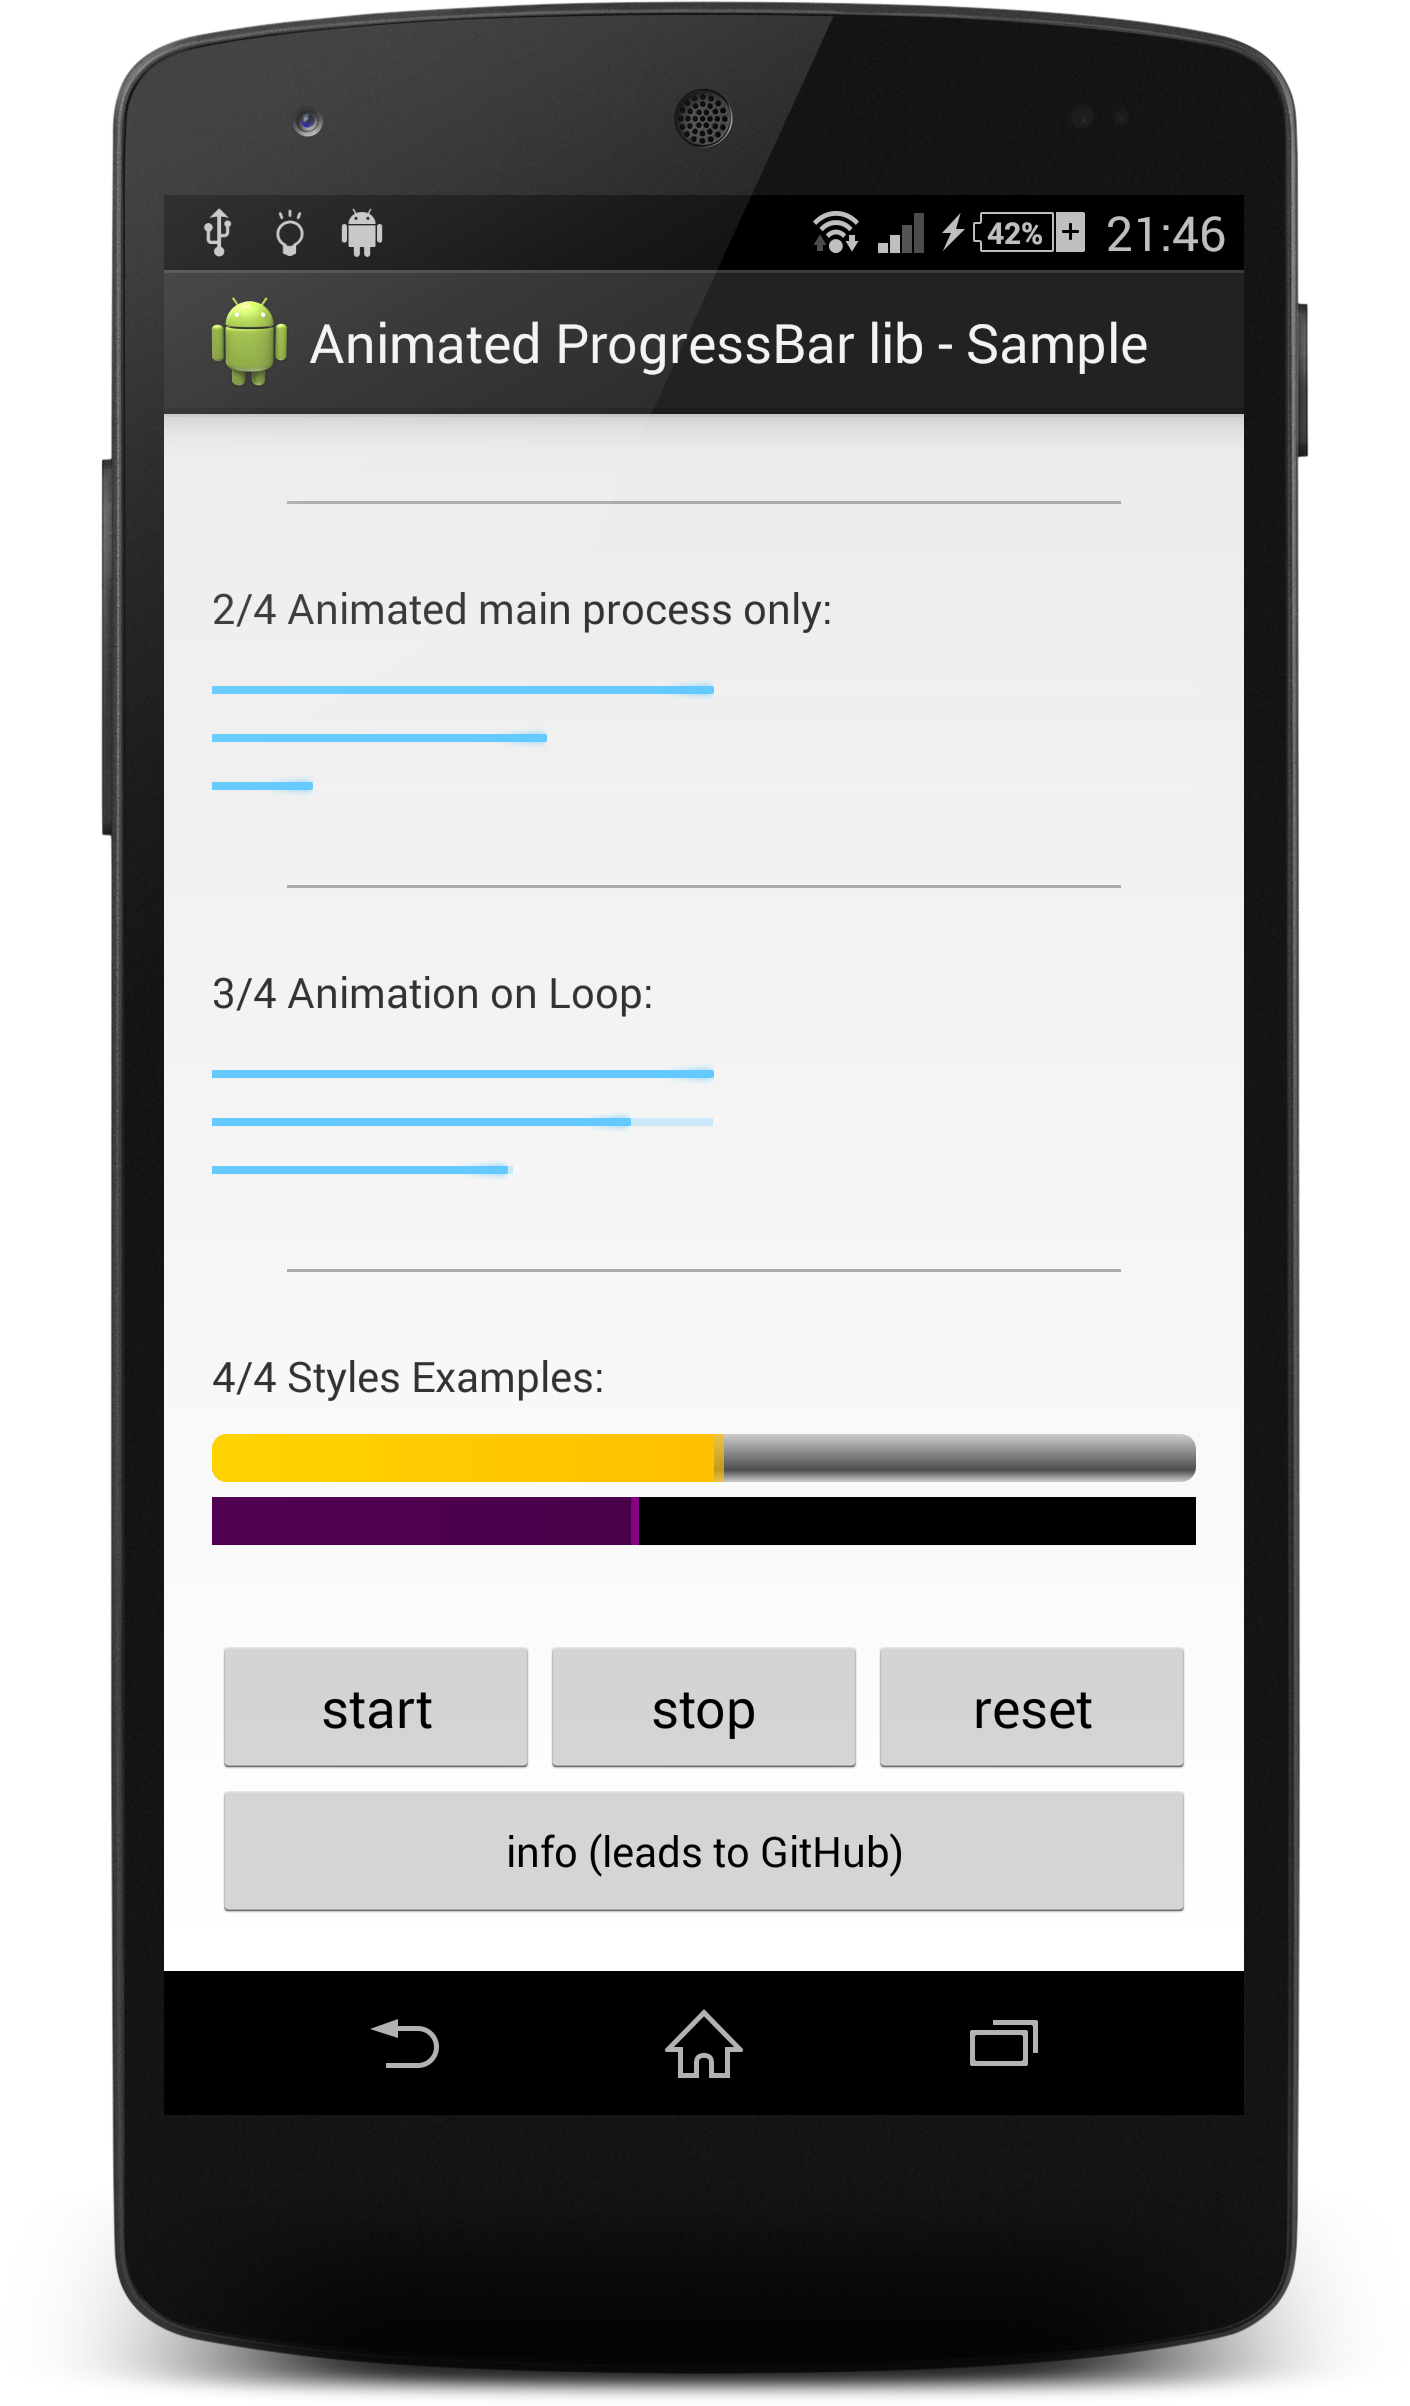 42% 21:46
Animated ProgressBar lib - Sample
2/4 Animated main process only:
3/4 Animation on Loop:
4/4 Styles Examples:
start stop reset
info (leads to GitHub)